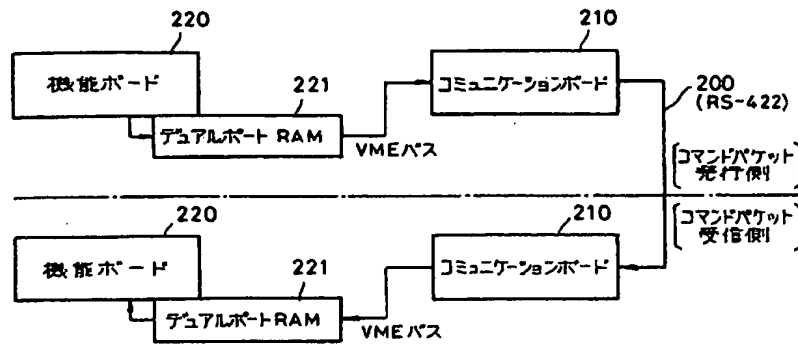 220
機能ボード
221
デュアルポートRAM
VMEバス
210
コミュニケーションボード
200
(RS-422)
コマンドパケット
発行側
コマンドパケット
受信側
220
機能ボード
221
デュアルポートRAM
VMEバス
210
コミュニケーションボード